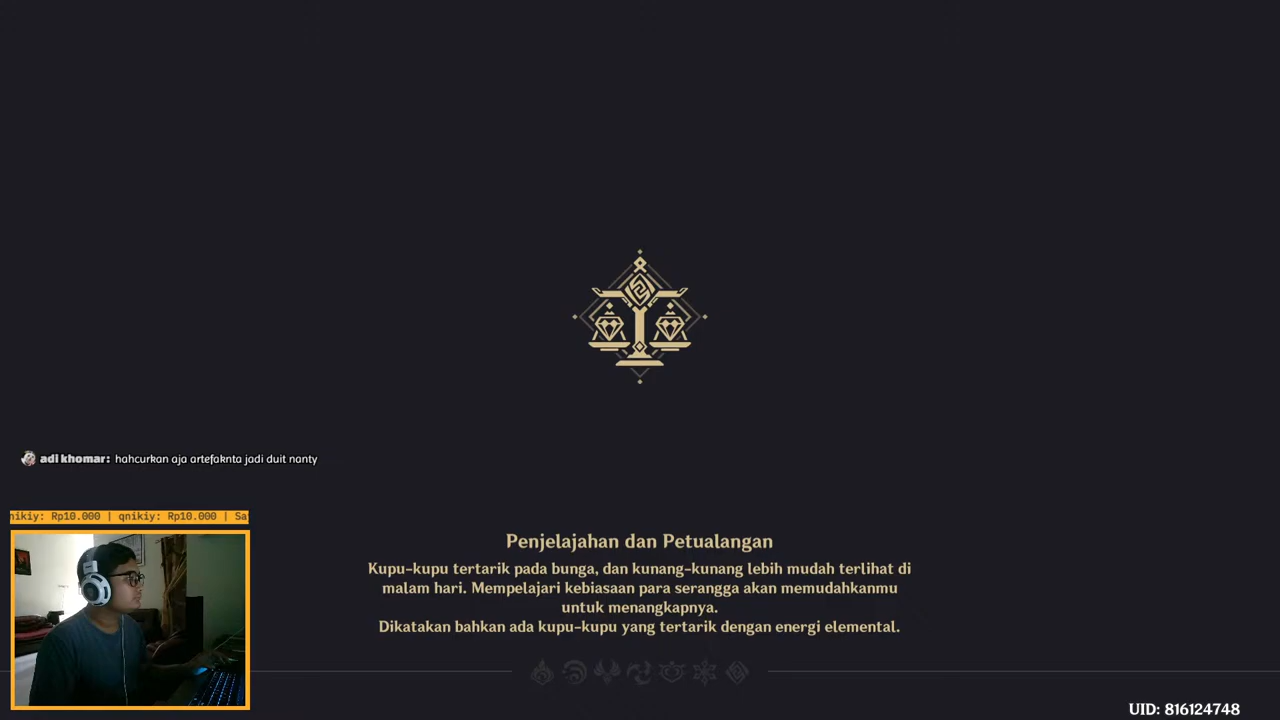 adi khomar: hahcurkan aja artefaknta jadi duit nanty
nikiy: Rp10.000 | qnikiy: Rp10.000 |
Penjelajahan dan Petualangan
Kupu-kupu tertarik pada bunga, dan kunang-kunang lebih mudah terlihat di
malam hari. Mempelajari kebiasaan para serangga akan memudahkanmu
untuk menangkapnya.
Dikatakan bahkan ada kupu-kupu yang tertarik dengan energi elemental.
UID: 816124748